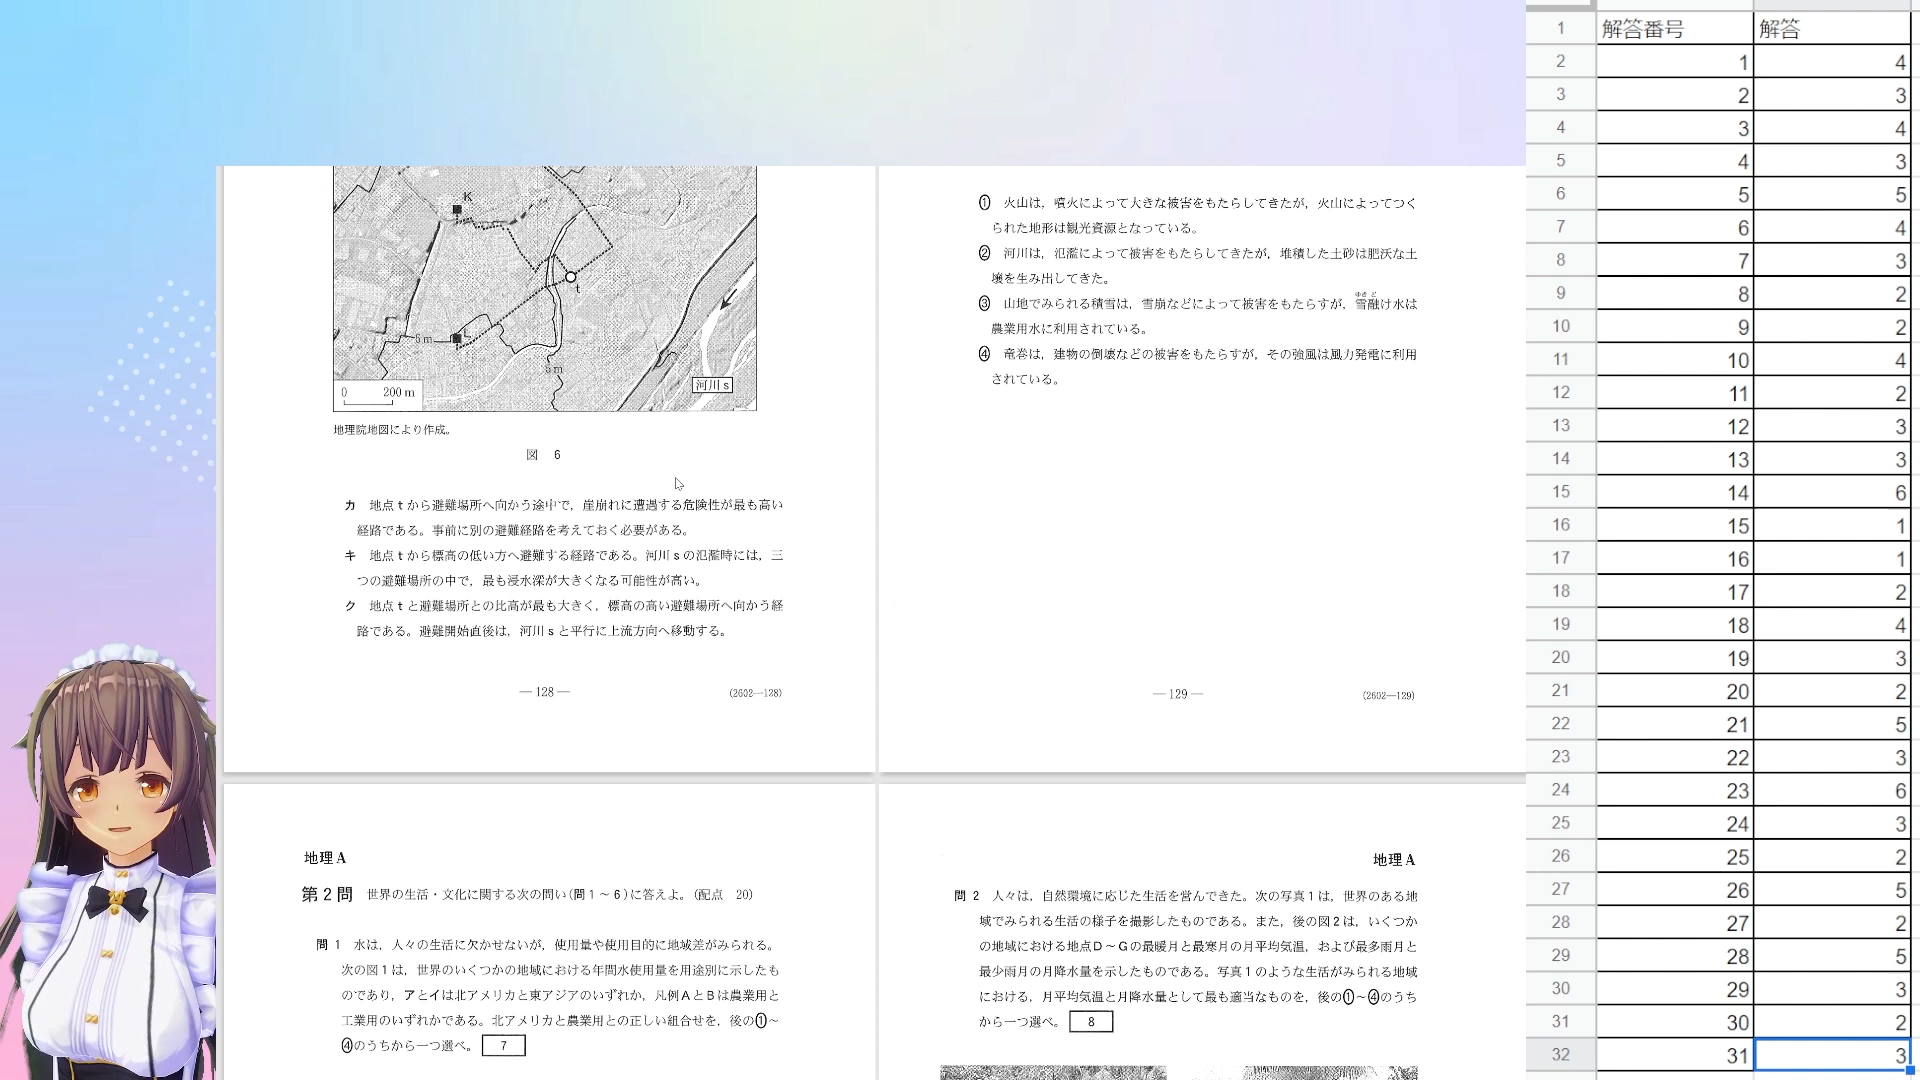 K
t
5 m
5 m
河川 s
0 200 m
地理院地図により作成。
図 6
カ 地点 t から避難場所へ向かう途中で，崖崩れに遭遇する危険性が最も高い
経路である。事前に別の避難経路を考えておく必要がある。
キ 地点 t から標高の低い方へ避難する経路である。河川 s の氾濫時には，三
つの避難場所の中で，最も浸水深が大きくなる可能性が高い。
ク 地点 t と避難場所との比高が最も大きく，標高の高い避難場所へ向かう経
路である。避難開始直後は，河川 s と平行に上流方向へ移動する。
— 128 —
(2602—128)
① 火山は，噴火によって大きな被害をもたらしてきたが，火山によってつく
られた地形は観光資源となっている。
② 河川は，氾濫によって被害をもたらしてきたが，堆積した土砂は肥沃な土
壌を生み出してきた。
③ 山地でみられる積雪は，雪崩などによって被害をもたらすが，雪融け水は
農業用水に利用されている。
④ 竜巻は，建物の倒壊などの被害をもたらすが，その強風は風力発電に利用
されている。
— 129 —
(2602—129)
地理A
第2問 世界の生活・文化に関する次の問い(問1～6)に答えよ。(配点 20)
問 1 水は，人々の生活に欠かせないが，使用量や使用目的に地域差がみられる。
次の図1は，世界のいくつかの地域における年間水使用量を用途別に示したも
のであり，アとイは北アメリカと東アジアのいずれか，凡例AとBは農業用と
工業用のいずれかである。北アメリカと農業用との正しい組合せを，後の①～
④のうちから一つ選べ。 7
地理A
問 2 人々は，自然環境に応じた生活を営んできた。次の写真1は，世界のある地
域でみられる生活の様子を撮影したものである。また，後の図2は，いくつか
の地域における地点D～Gの最暖月と最寒月の月平均気温，および最多雨月と
最少雨月の月降水量を示したものである。写真1のような生活がみられる地域
における，月平均気温と月降水量として最も適当なものを，後の①～④のうち
から一つ選べ。 8
1 解答番号 解答
2 1 4
3 2 3
4 3 4
5 4 3
6 5 5
7 6 4
8 7 3
9 8 2
10 9 2
11 10 4
12 11 2
13 12 3
14 13 3
15 14 6
16 15 1
17 16 1
18 17 2
19 18 4
20 19 3
21 20 2
22 21 5
23 22 3
24 23 6
25 24 3
26 25 2
27 26 5
28 27 2
29 28 5
30 29 3
31 30 2
32 31 3